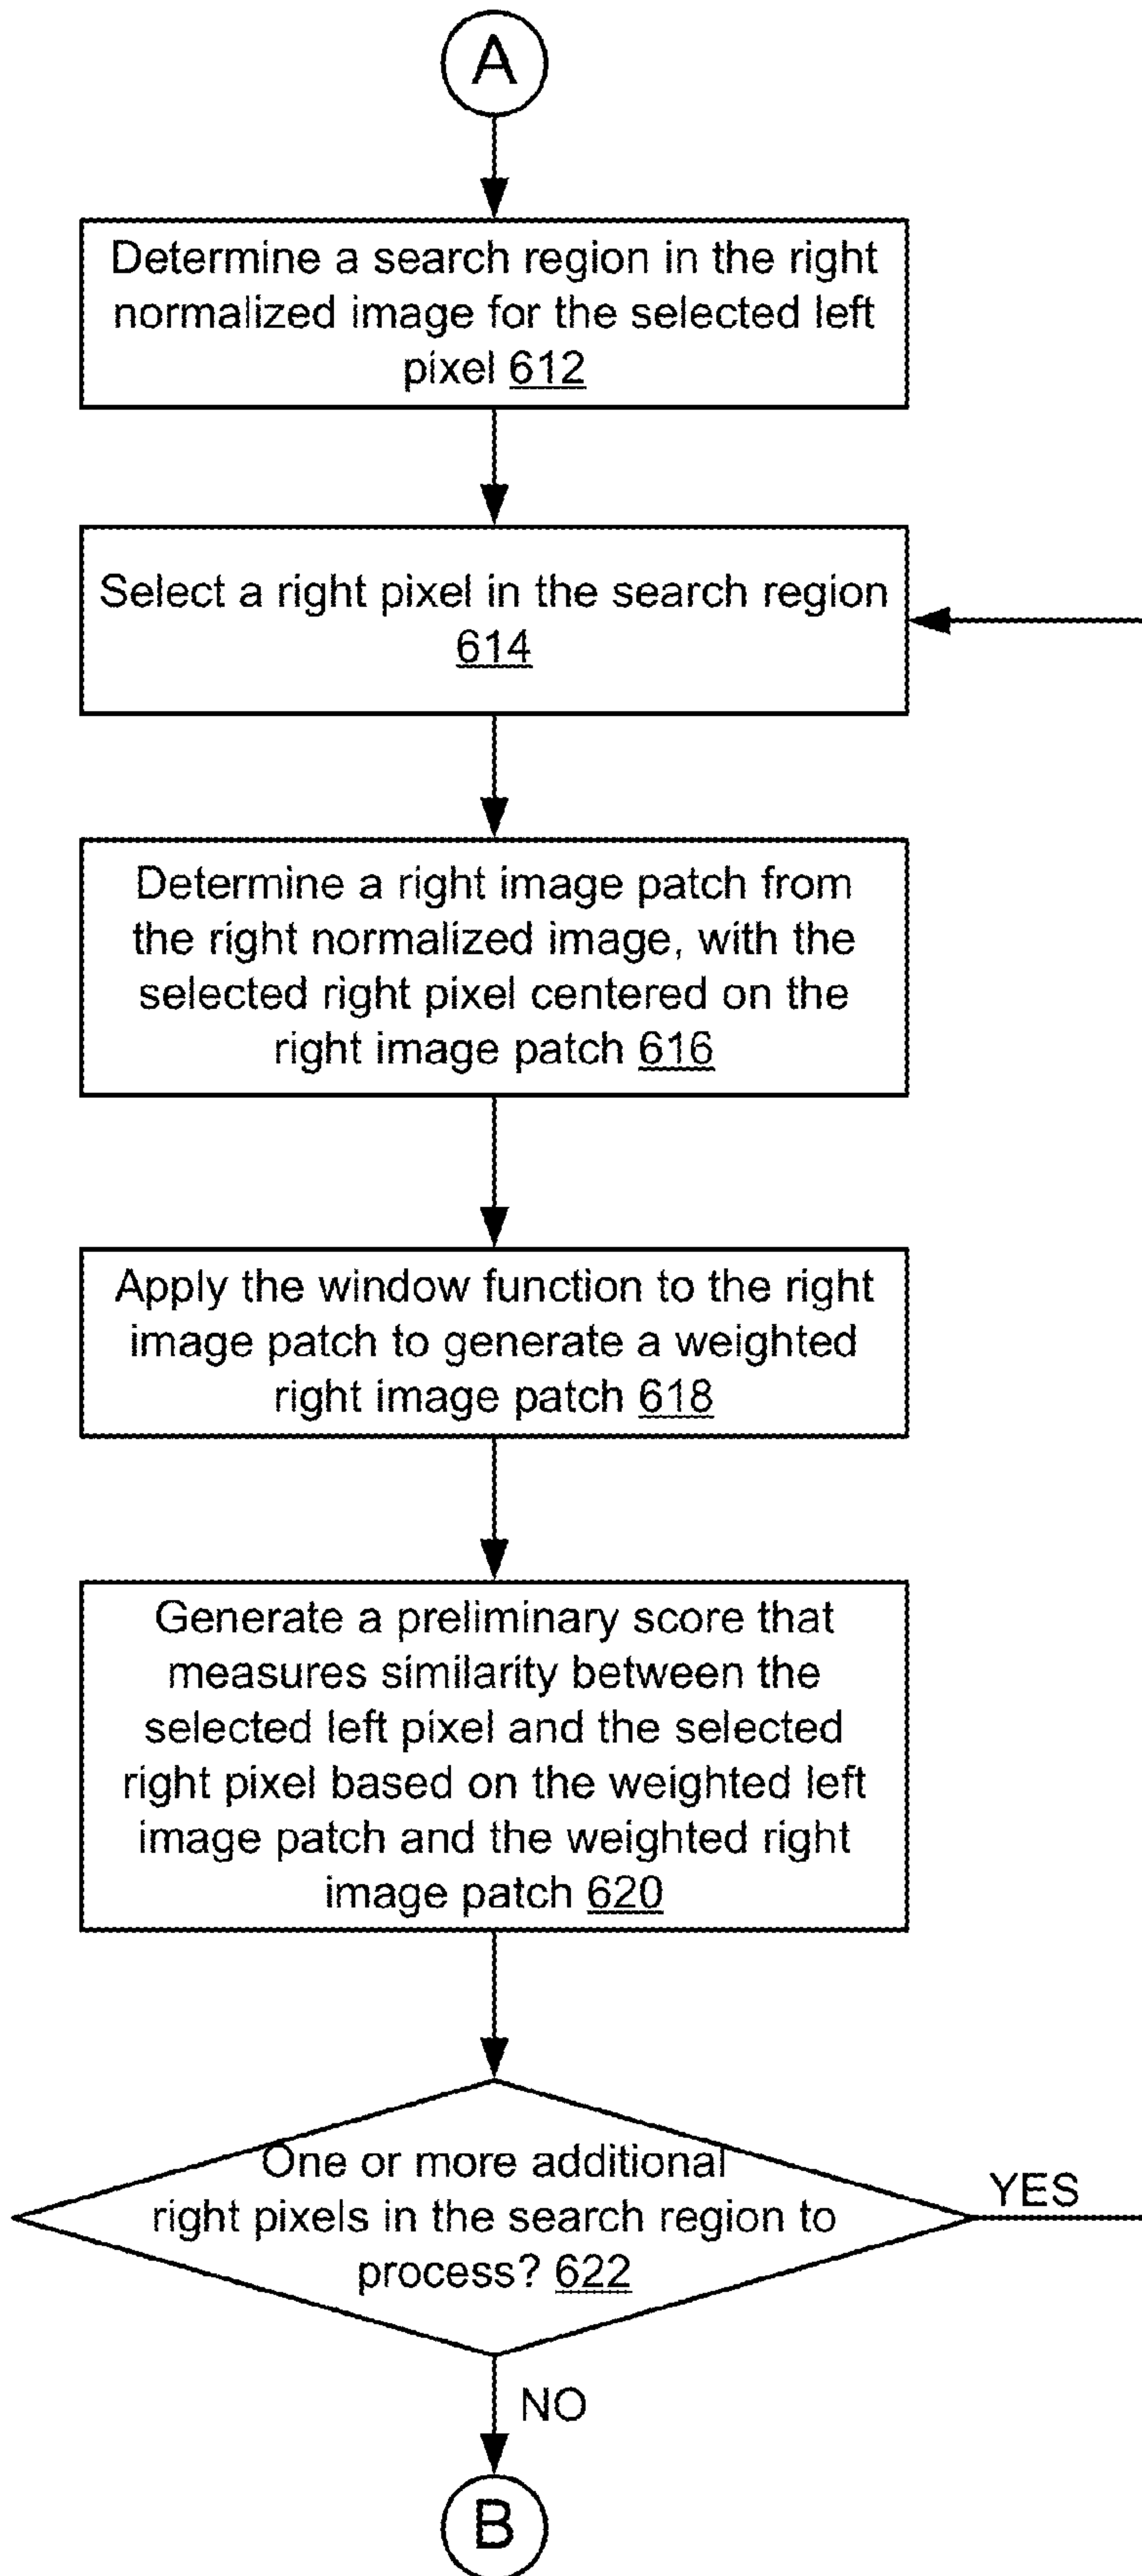 A
Determine a search region in the right
normalized image for the selected left
pixel 612
Select a right pixel in the search region
614
Determine a right image patch from
the right normalized image, with the
selected right pixel centered on the
right image patch 616
Apply the window function to the right
image patch to generate a weighted
right image patch 618
Generate a preliminary score that
measures similarity between the
selected left pixel and the selected
right pixel based on the weighted left
image patch and the weighted right
image patch 620
One or more additional
right pixels in the search region to
process? 622
YES
NO
B